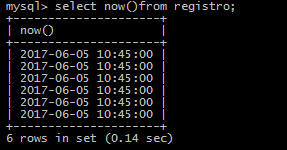 mysql> select now()from registro;
+---------------------+
| now()               |
+---------------------+
| 2017-06-05 10:45:00 |
| 2017-06-05 10:45:00 |
| 2017-06-05 10:45:00 |
| 2017-06-05 10:45:00 |
| 2017-06-05 10:45:00 |
| 2017-06-05 10:45:00 |
+---------------------+
6 rows in set (0.14 sec)